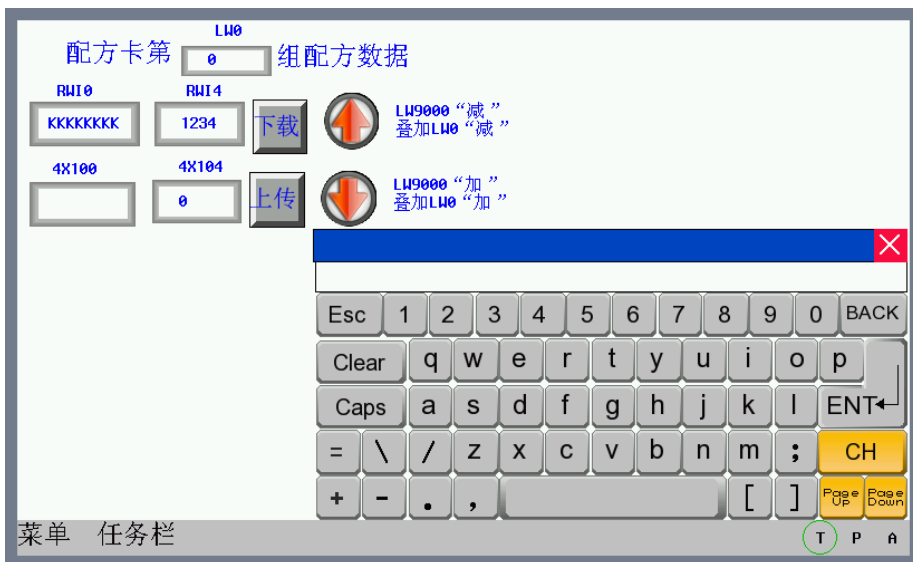 LW0
配方卡第 0 组配方数据
RWI0 RWI4
KKKKKKKK 1234 下载
LW9000“减”
叠加LW0“减”
4X100 4X104
0 上传
LW9000“加”
叠加LW0“加”
Esc 1 2 3 4 5 6 7 8 9 0 BACK
Clear q w e r t y u i o p
Caps a s d f g h j k l ENT
= \ / z x c v b n m ; CH
+ - . , [ ] Page Up Page Down
菜单 任务栏 T P A